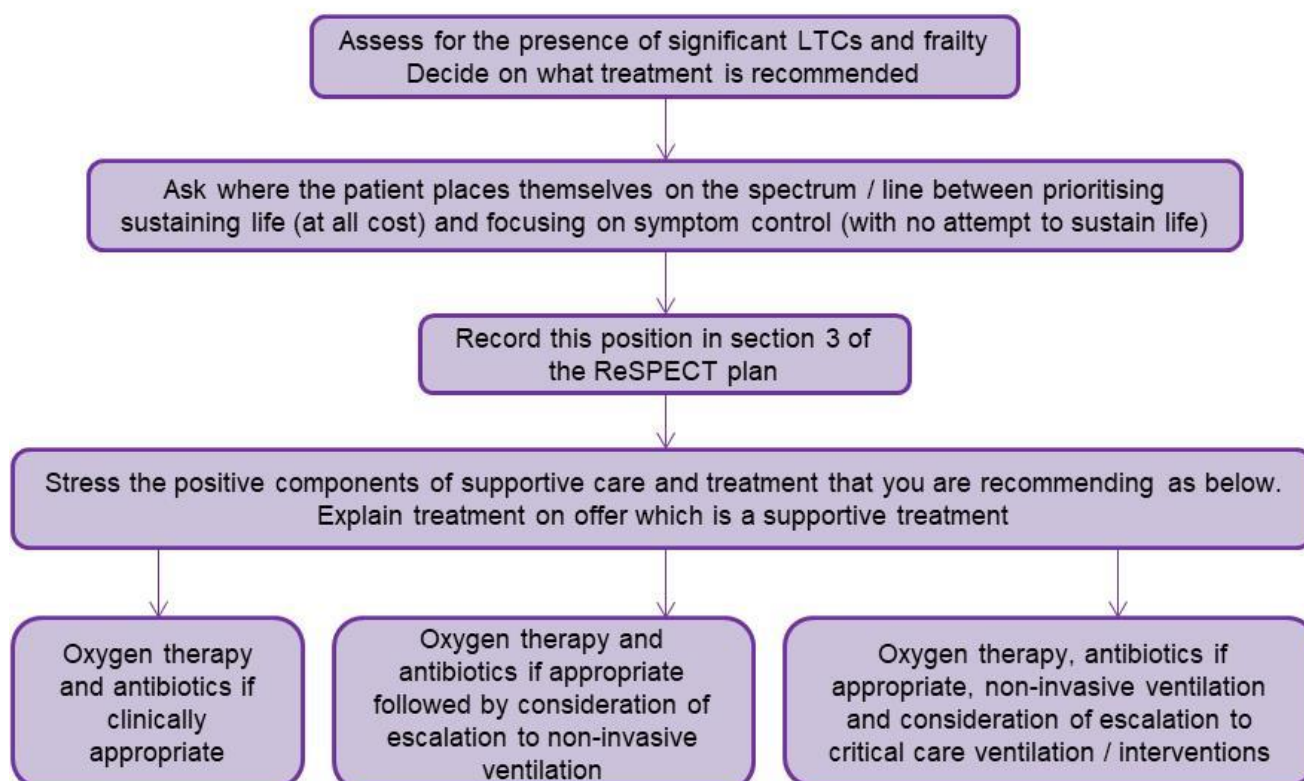 Assess for the presence of significant LTCs and frailty
Decide on what treatment is recommended
Ask where the patient places themselves on the spectrum / line between prioritising
sustaining life (at all cost) and focusing on symptom control (with no attempt to sustain life)
Record this position in section 3 of
the ReSPECT plan
Stress the positive components of supportive care and treatment that you are recommending as below.
Explain treatment on offer which is a supportive treatment
Oxygen therapy
and antibiotics if
clinically
appropriate
Oxygen therapy and
antibiotics if appropriate
followed by consideration of
escalation to non-invasive
ventilation
Oxygen therapy, antibiotics if
appropriate, non-invasive ventilation
and consideration of escalation to
critical care ventilation / interventions